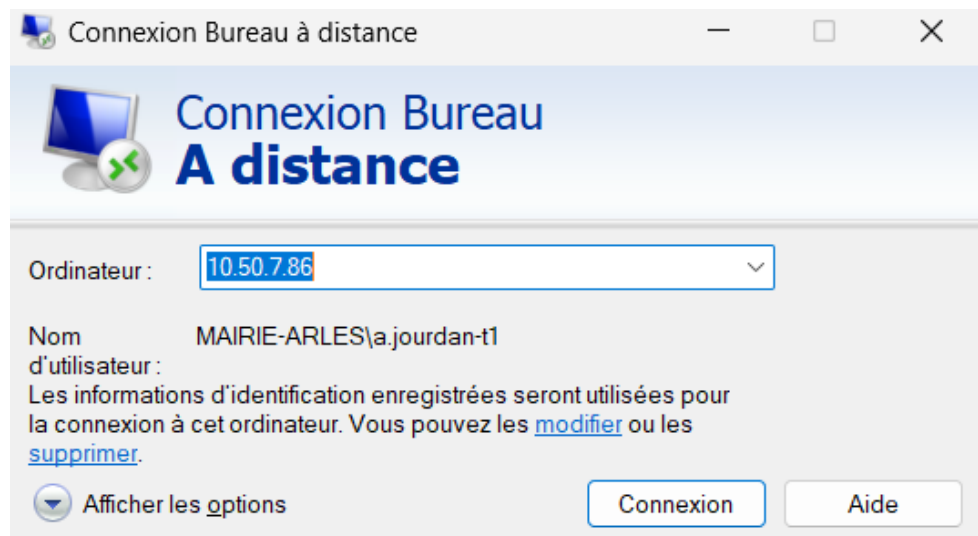 Connexion Bureau à distance
Connexion Bureau
A distance
Ordinateur :
10.50.7.86
Nom
d'utilisateur :
MAIRIE-ARLES\a.jourdan-t1
Les informations d'identification enregistrées seront utilisées pour
la connexion à cet ordinateur. Vous pouvez les modifier ou les
supprimer.
Afficher les options
Connexion
Aide